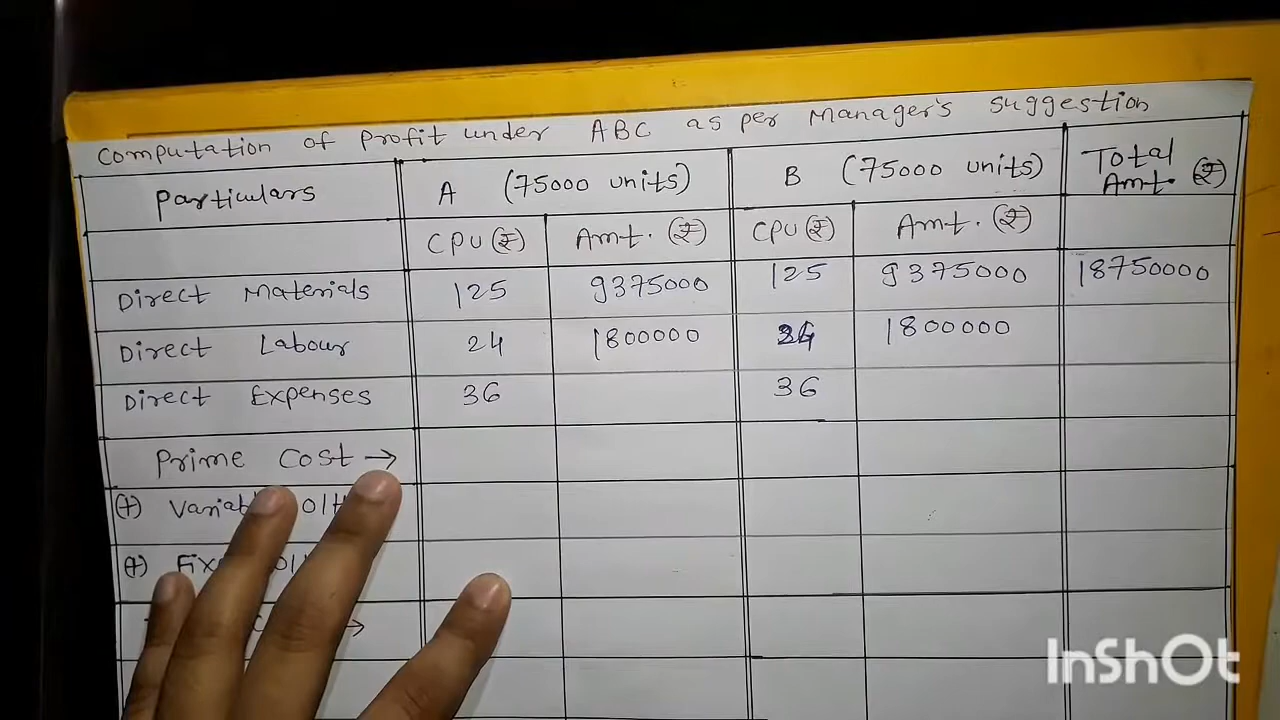 Computation of Profit under ABC as per Manager's Suggestion
Particulars A (75000 units) B (75000 units) Total Amt. (₹)
CPU (₹) Amt. (₹) CPU (₹) Amt. (₹)
Direct Materials 125 9375000 125 9375000 18750000
Direct Labour 24 1800000 24 1800000
Direct Expenses 36 36
Prime Cost →
(+)
(+)
→
InShOt